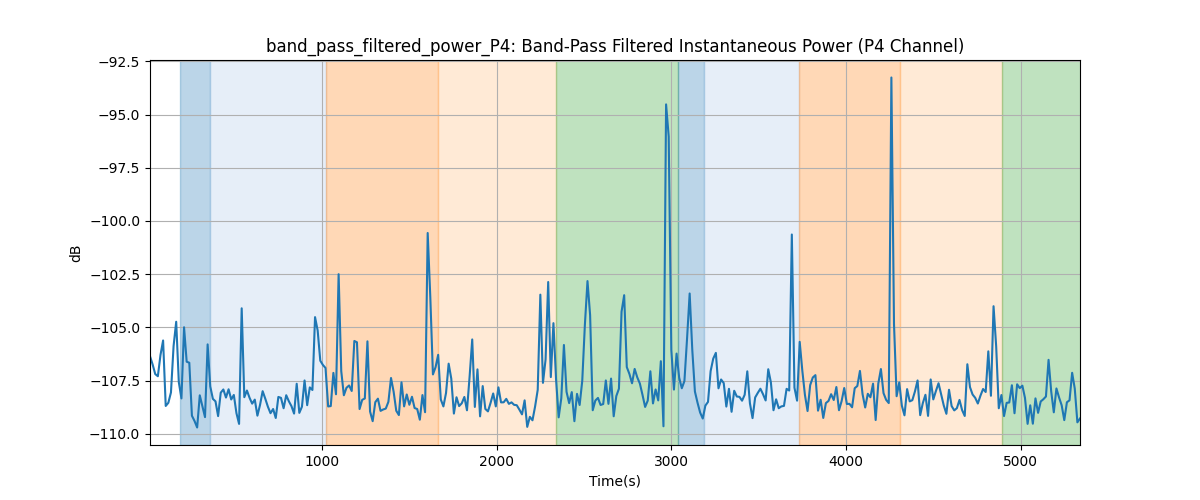 band_pass_filtered_power_P4: Band-Pass Filtered Instantaneous Power (P4 Channel)
−92.5
−95.0
−97.5
−100.0
−102.5
−105.0
−107.5
−110.0
dB
1000 2000 3000 4000 5000
Time(s)